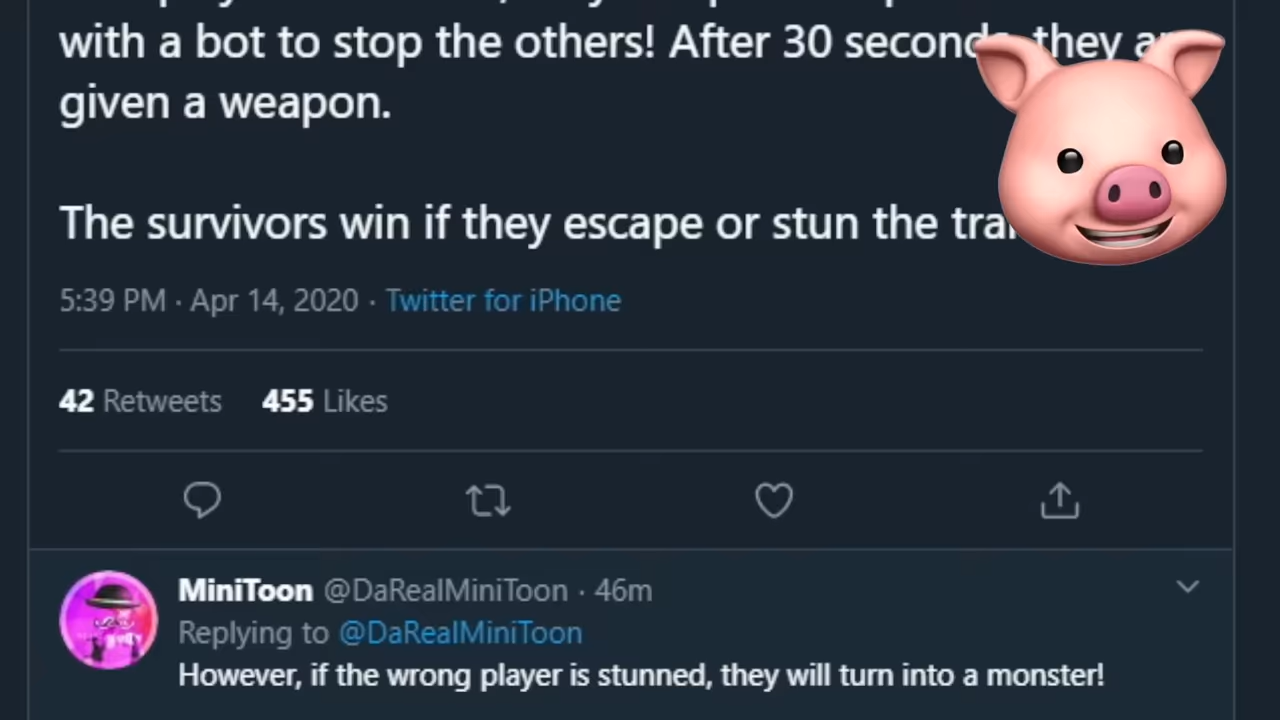 with a bot to stop the others! After 30 seconds, they
given a weapon.
The survivors win if they escape or stun the
5:39 PM · Apr 14, 2020 · Twitter for iPhone
42 Retweets 455 Likes
MiniToon @DaRealMiniToon · 46m
Replying to @DaRealMiniToon
However, if the wrong player is stunned, they will turn into a monster!